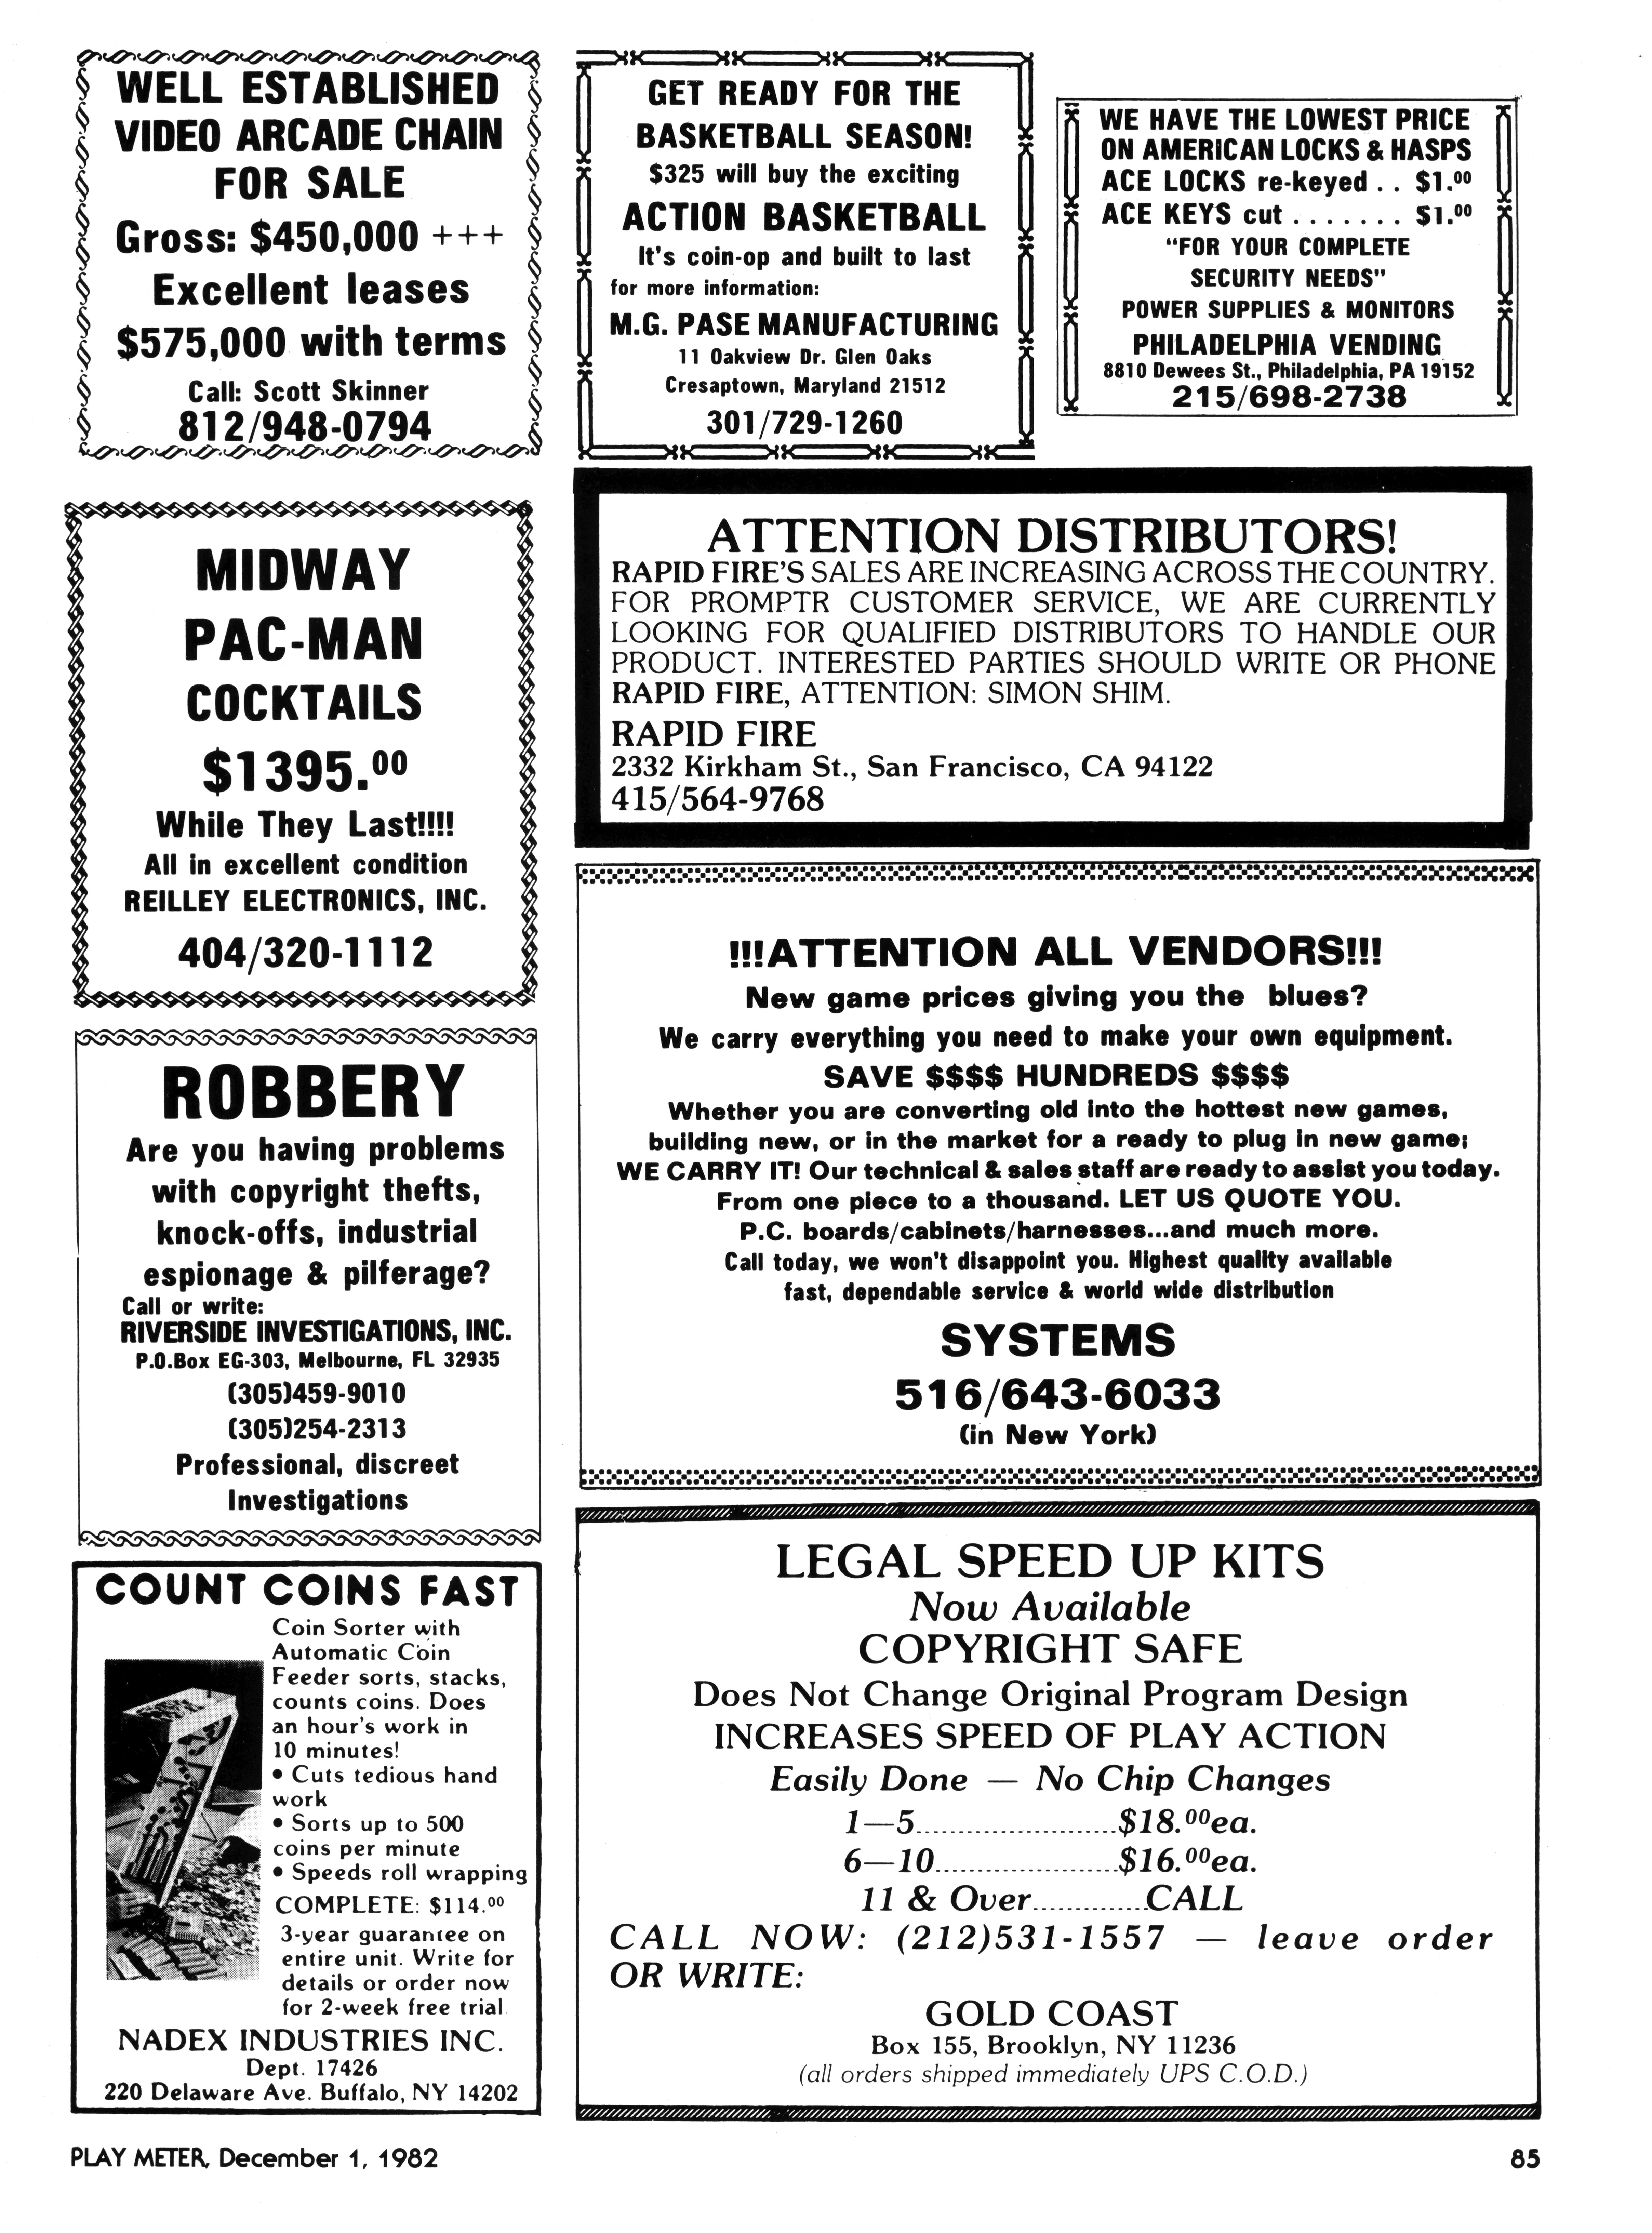 WELL ESTABLISHED
VIDEO ARCADE CHAIN
FOR SALE
Gross: $450,000 +++
Excellent leases
$575,000 with terms
Call: Scott Skinner
812/948-0794
GET READY FOR THE
BASKETBALL SEASON!
$325 will buy the exciting
ACTION BASKETBALL
It's coin-op and built to last
for more information:
M.G. PASE MANUFACTURING
11 Oakview Dr. Glen Oaks
Cresaptown, Maryland 21512
301/729-1260
WE HAVE THE LOWEST PRICE
ON AMERICAN LOCKS & HASPS
ACE LOCKS re-keyed . . $1.00
ACE KEYS cut . . . . . . . $1.00
"FOR YOUR COMPLETE
SECURITY NEEDS"
POWER SUPPLIES & MONITORS
PHILADELPHIA VENDING
8810 Dewees St., Philadelphia, PA 19152
215/698-2738
MIDWAY
PAC-MAN
COCKTAILS
$1395.00
While They Last!!!!
All in excellent condition
REILLEY ELECTRONICS, INC.
404/320-1112
ATTENTION DISTRIBUTORS!
RAPID FIRE'S SALES ARE INCREASING ACROSS THE COUNTRY.
FOR PROMPTR CUSTOMER SERVICE, WE ARE CURRENTLY
LOOKING FOR QUALIFIED DISTRIBUTORS TO HANDLE OUR
PRODUCT. INTERESTED PARTIES SHOULD WRITE OR PHONE
RAPID FIRE, ATTENTION: SIMON SHIM.
RAPID FIRE
2332 Kirkham St., San Francisco, CA 94122
415/564-9768
ROBBERY
Are you having problems
with copyright thefts,
knock-offs, industrial
espionage & pilferage?
Call or write:
RIVERSIDE INVESTIGATIONS, INC.
P.O.Box EG-303, Melbourne, FL 32935
(305)459-9010
(305)254-2313
Professional, discreet
Investigations
!!!ATTENTION ALL VENDORS!!!
New game prices giving you the blues?
We carry everything you need to make your own equipment.
SAVE $$$$ HUNDREDS $$$$
Whether you are converting old into the hottest new games,
building new, or in the market for a ready to plug in new game;
WE CARRY IT! Our technical & sales staff are ready to assist you today.
From one piece to a thousand. LET US QUOTE YOU.
P.C. boards/cabinets/harnesses...and much more.
Call today, we won't disappoint you. Highest quality available
fast, dependable service & world wide distribution
SYSTEMS
516/643-6033
(in New York)
COUNT COINS FAST
Coin Sorter with
Automatic Coin
Feeder sorts, stacks,
counts coins. Does
an hour's work in
10 minutes!
• Cuts tedious hand
work
• Sorts up to 500
coins per minute
• Speeds roll wrapping
COMPLETE: $114.00
3-year guarantee on
entire unit. Write for
details or order now
for 2-week free trial.
NADEX INDUSTRIES INC.
Dept. 17426
220 Delaware Ave. Buffalo, NY 14202
LEGAL SPEED UP KITS
Now Available
COPYRIGHT SAFE
Does Not Change Original Program Design
INCREASES SPEED OF PLAY ACTION
Easily Done — No Chip Changes
1—5......................$18.00ea.
6—10....................$16.00ea.
11 & Over.............CALL
CALL NOW: (212)531-1557 — leave order
OR WRITE:
GOLD COAST
Box 155, Brooklyn, NY 11236
(all orders shipped immediately UPS C.O.D.)
PLAY METER, December 1, 1982
85